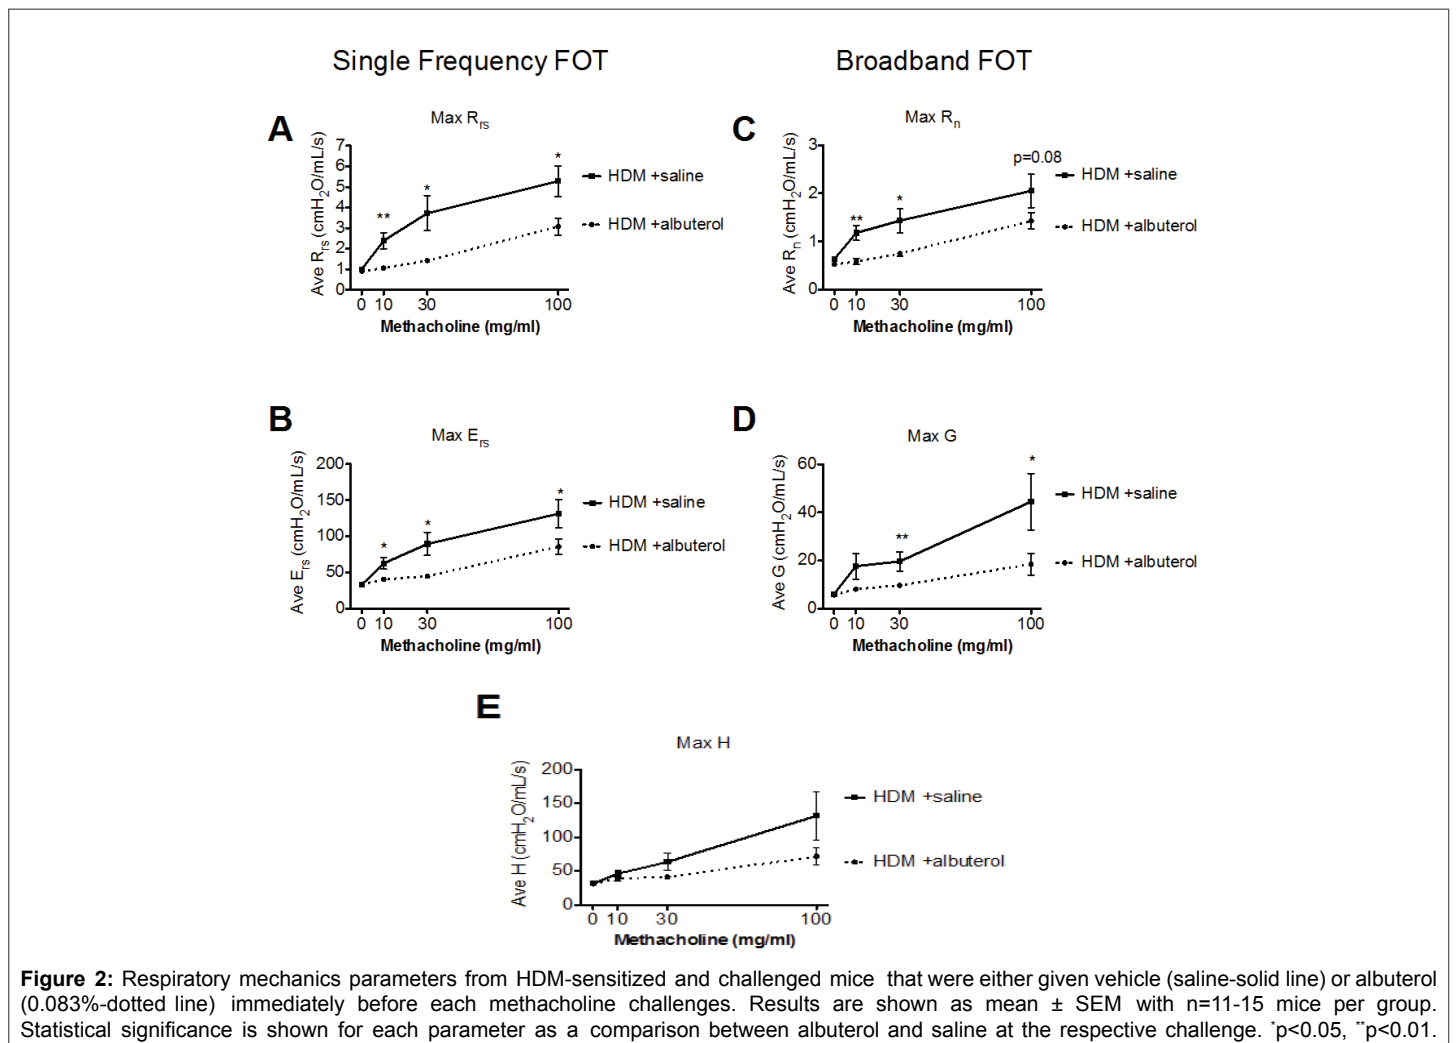 Single Frequency FOT
Broadband FOT
A
Max Rrs
Ave Rrs (cmH2O/mL/s)
7
6
5
4
3
2
1
0
0 10 30 100
Methacholine (mg/ml)
** * *
HDM +saline
HDM +albuterol
C
Max Rn
Ave Rn (cmH2O/mL/s)
3
2
1
0
0 10 30 100
Methacholine (mg/ml)
** * p=0.08
HDM +saline
HDM +albuterol
B
Max Ers
Ave Ers (cmH2O/mL/s)
200
150
100
50
0
0 10 30 100
Methacholine (mg/ml)
* * *
HDM +saline
HDM +albuterol
D
Max G
Ave G (cmH2O/mL/s)
60
40
20
0
0 10 30 100
Methacholine (mg/ml)
** *
HDM +saline
HDM +albuterol
E
Max H
Ave H (cmH2O/mL/s)
200
150
100
50
0
0 10 30 100
Methacholine (mg/ml)
HDM +saline
HDM +albuterol
Figure 2: Respiratory mechanics parameters from HDM-sensitized and challenged mice that were either given vehicle (saline-solid line) or albuterol
(0.083%-dotted line) immediately before each methacholine challenges. Results are shown as mean ± SEM with n=11-15 mice per group.
Statistical significance is shown for each parameter as a comparison between albuterol and saline at the respective challenge. *p<0.05, **p<0.01.